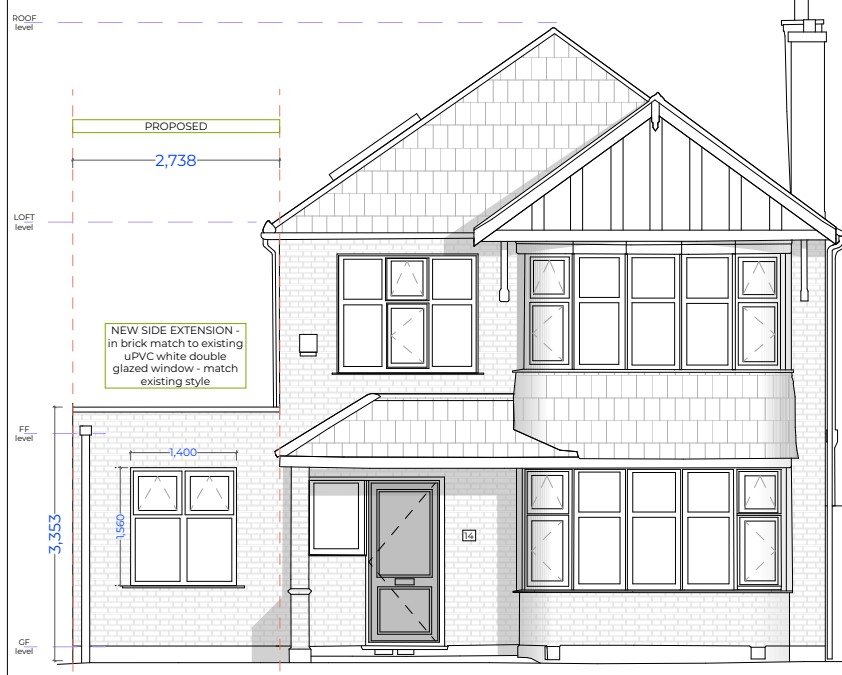 ROOF
level
PROPOSED
2,738
LOFT
level
NEW SIDE EXTENSION -
in brick match to existing
uPVC white double
glazed window - match
existing style
FF
level
1,400
1,560
3,353
14
GF
level